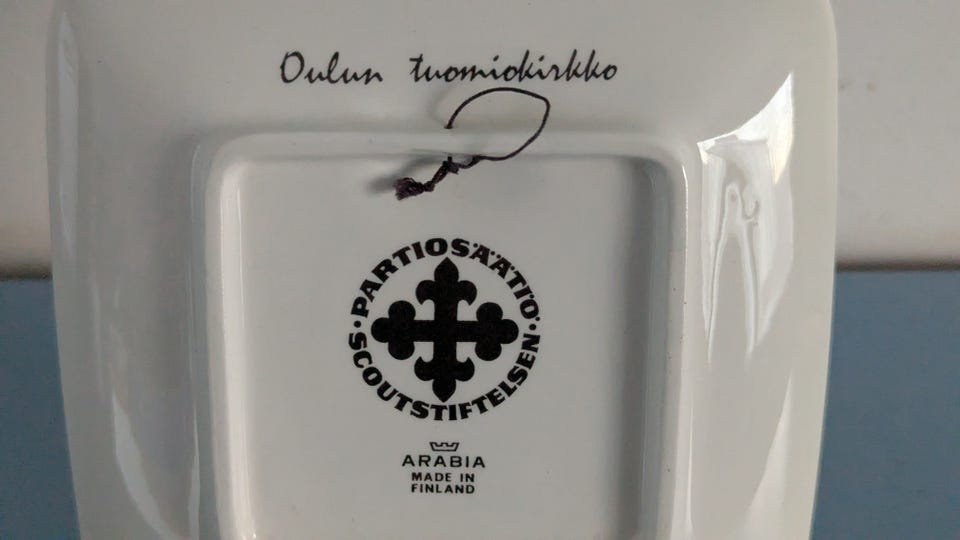 Oulun tuomiokirkko
PARTIOSÄÄTIÖ
SCOUTSTIFTELSEN
ARABIA
MADE IN
FINLAND